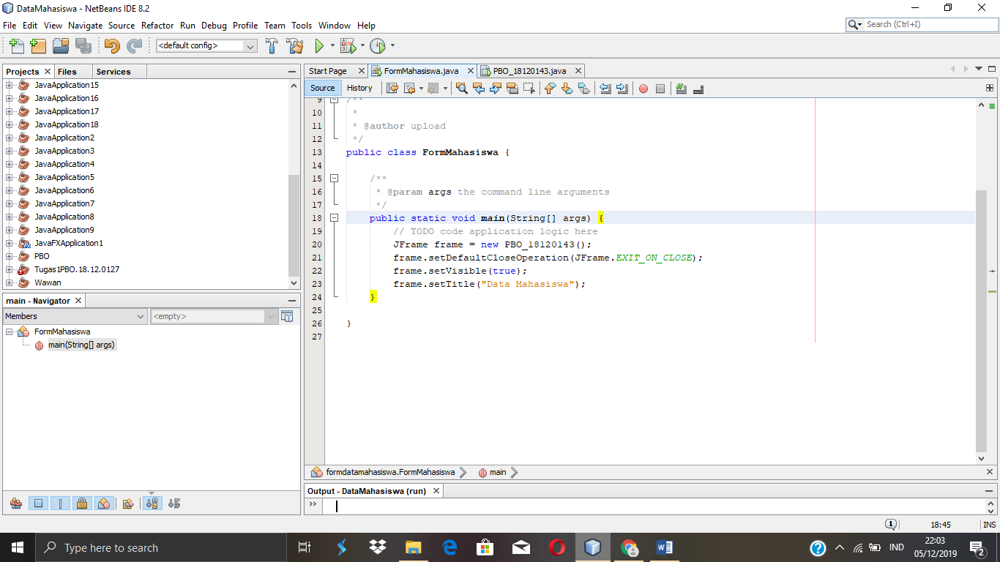 DataMahasiswa - NetBeans IDE 8.2
File Edit View Navigate Source Refactor Run Debug Profile Team Tools Window Help
Search (Ctrl+I)
<default config>
Projects Files Services
JavaApplication15
JavaApplication16
JavaApplication17
JavaApplication18
JavaApplication2
JavaApplication3
JavaApplication4
JavaApplication5
JavaApplication6
JavaApplication7
JavaApplication8
JavaApplication9
JavaFXApplication1
PBO
Tugas1PBO.18.12.0127
Wawan
main - Navigator
Members <empty>
FormMahasiswa
main(String[] args)
Start Page FormMahasiswa.java PBO_18120143.java
Source History
9 /**
10 *
11 * @author upload
12 */
13 public class FormMahasiswa {
14
15 /**
16 * @param args the command line arguments
17 */
18 public static void main(String[] args) {
19 // TODO code application logic here
20 JFrame frame = new PBO_18120143();
21 frame.setDefaultCloseOperation(JFrame.EXIT_ON_CLOSE);
22 frame.setVisible(true);
23 frame.setTitle("Data Mahasiswa");
24 }
25
26 }
27
formdatamahasiswa.FormMahasiswa main
Output - DataMahasiswa (run)
18:45 INS
Type here to search
IND
22:03
05/12/2019
2